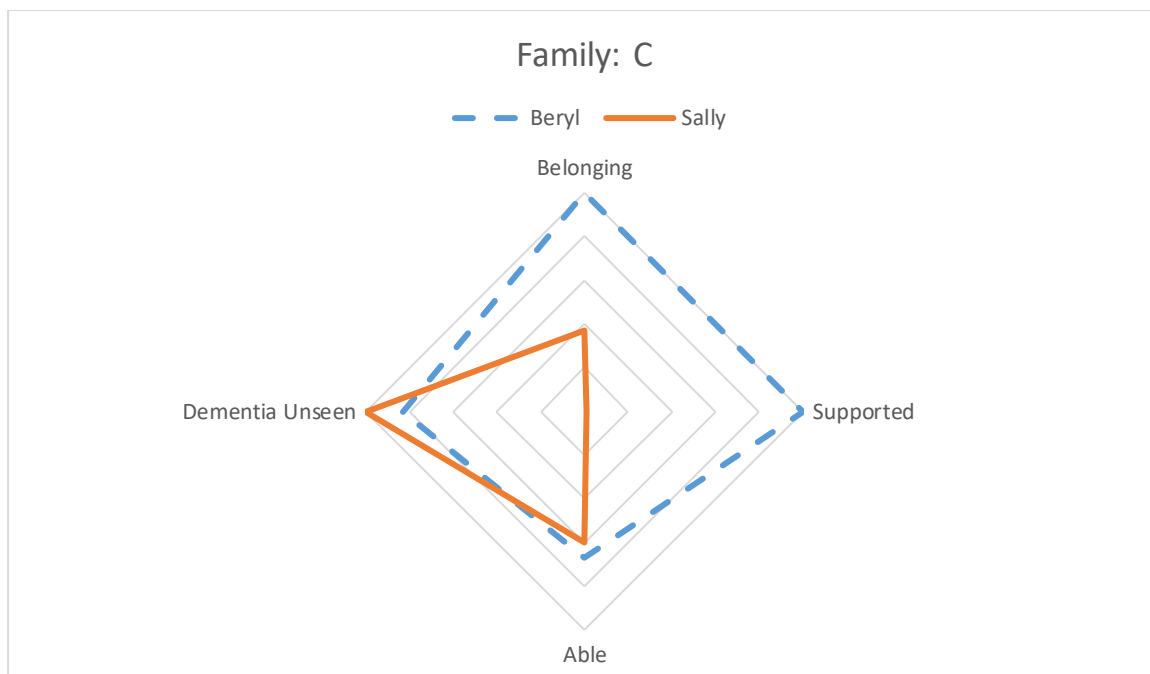 Family: C
Beryl Sally
Belonging
Dementia Unseen
Supported
Able